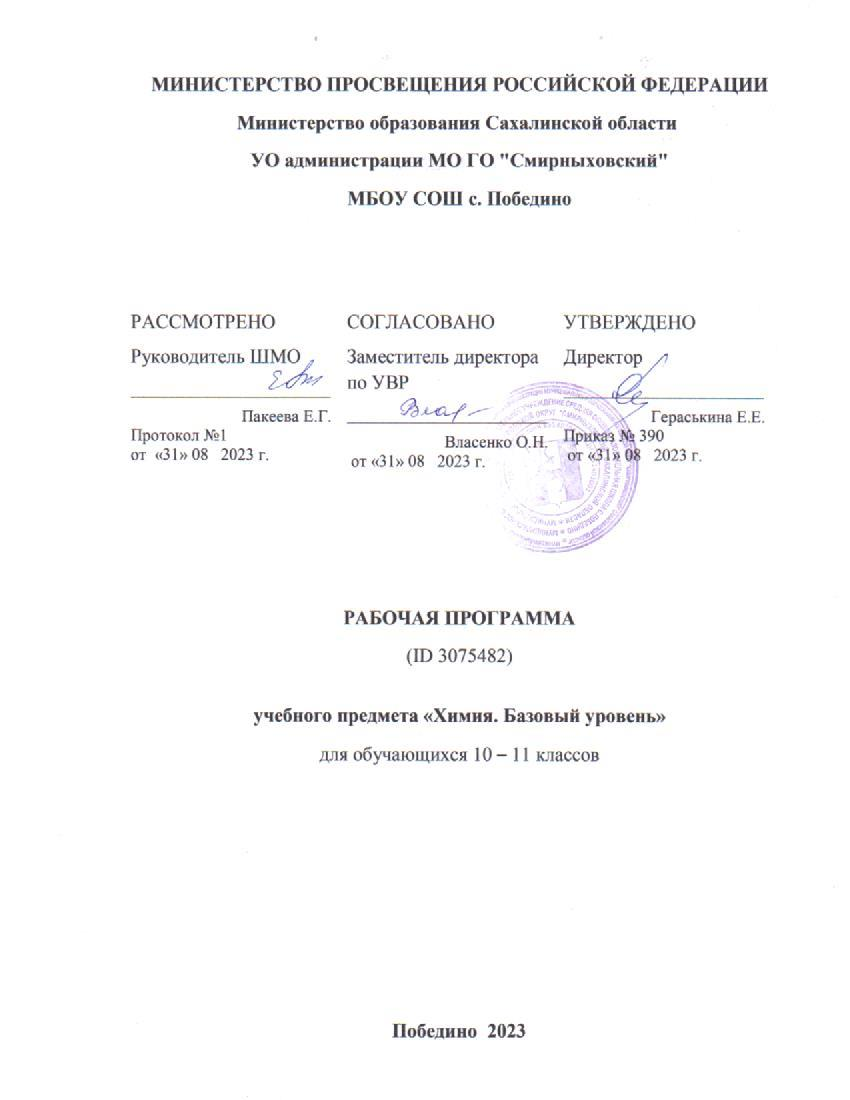 МИНИСТЕРСТВО ПРОСВЕЩЕНИЯ РОССИЙСКОЙ ФЕДЕРАЦИИ
Министерство образования Сахалинской области
УО администрации МО ГО "Смирныховский"
МБОУ СОШ с. Победино
РАССМОТРЕНО
Руководитель ШМО
Пакеева Е.Г.
Протокол №1
от «31» 08 2023 г.
СОГЛАСОВАНО
Заместитель директора
по УВР
Власенко О.Н.
от «31» 08 2023 г.
УТВЕРЖДЕНО
Директор
Гераськина Е.Е.
Приказ № 390
от «31» 08 2023 г.
РАБОЧАЯ ПРОГРАММА
(ID 3075482)
учебного предмета «Химия. Базовый уровень»
для обучающихся 10 – 11 классов
Победино 2023